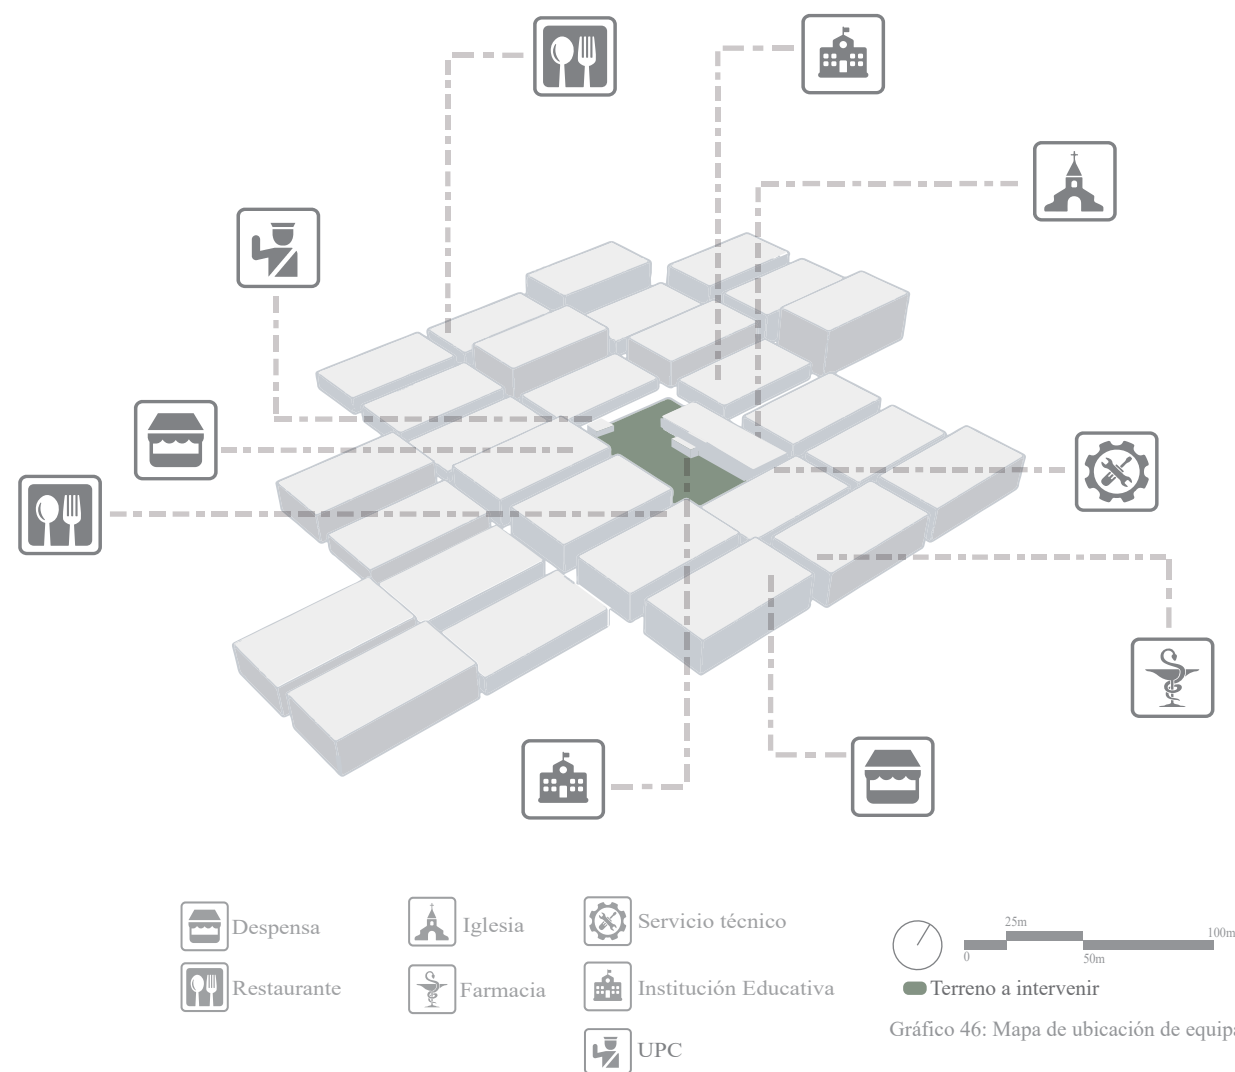 Despensa
Iglesia
Servicio técnico
Restaurante
Farmacia
Institución Educativa
UPC
25m
100m
0
50m
Terreno a intervenir
Gráfico 46: Mapa de ubicación de